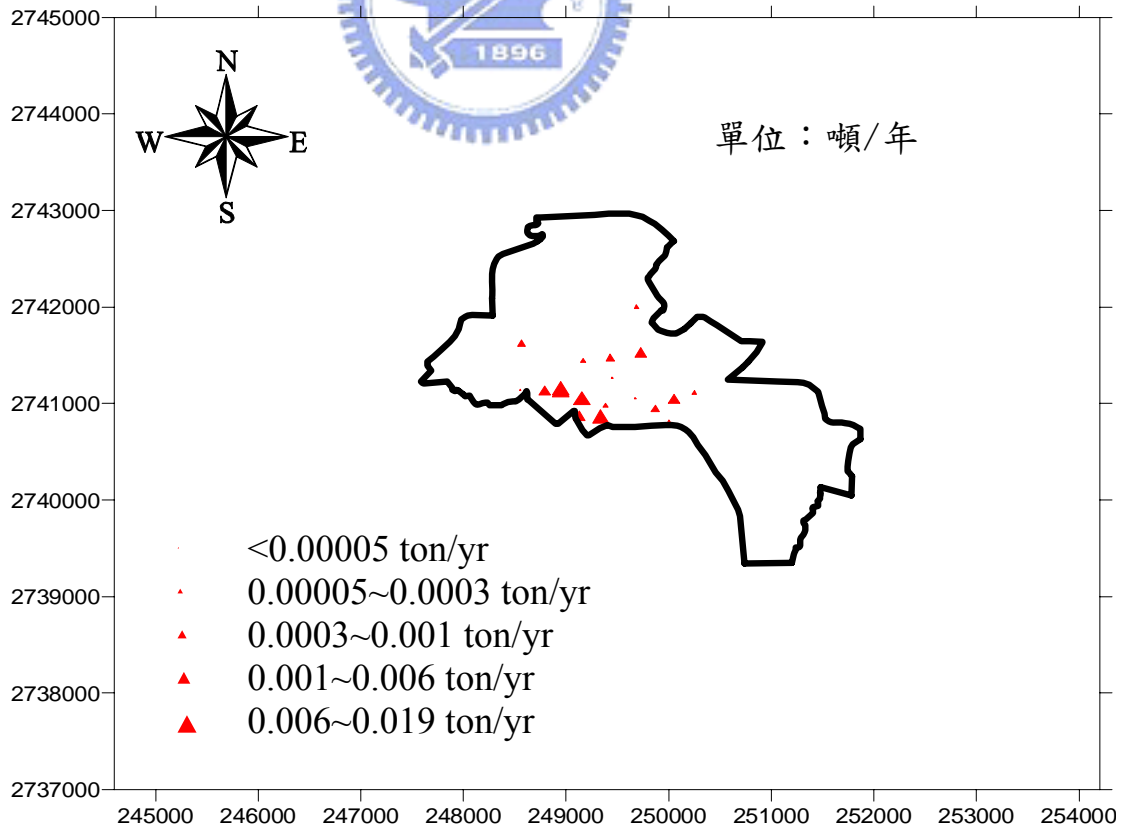 2745000
1896
N
2744000
W
E
單位：噸/年
S
2743000
2742000
2741000
2740000
<0.00005 ton/yr
0.00005~0.0003 ton/yr
2739000
0.0003~0.001 ton/yr
2738000
0.001~0.006 ton/yr
0.006~0.019 ton/yr
2737000
245000 246000 247000 248000 249000 250000 251000 252000 253000 254000